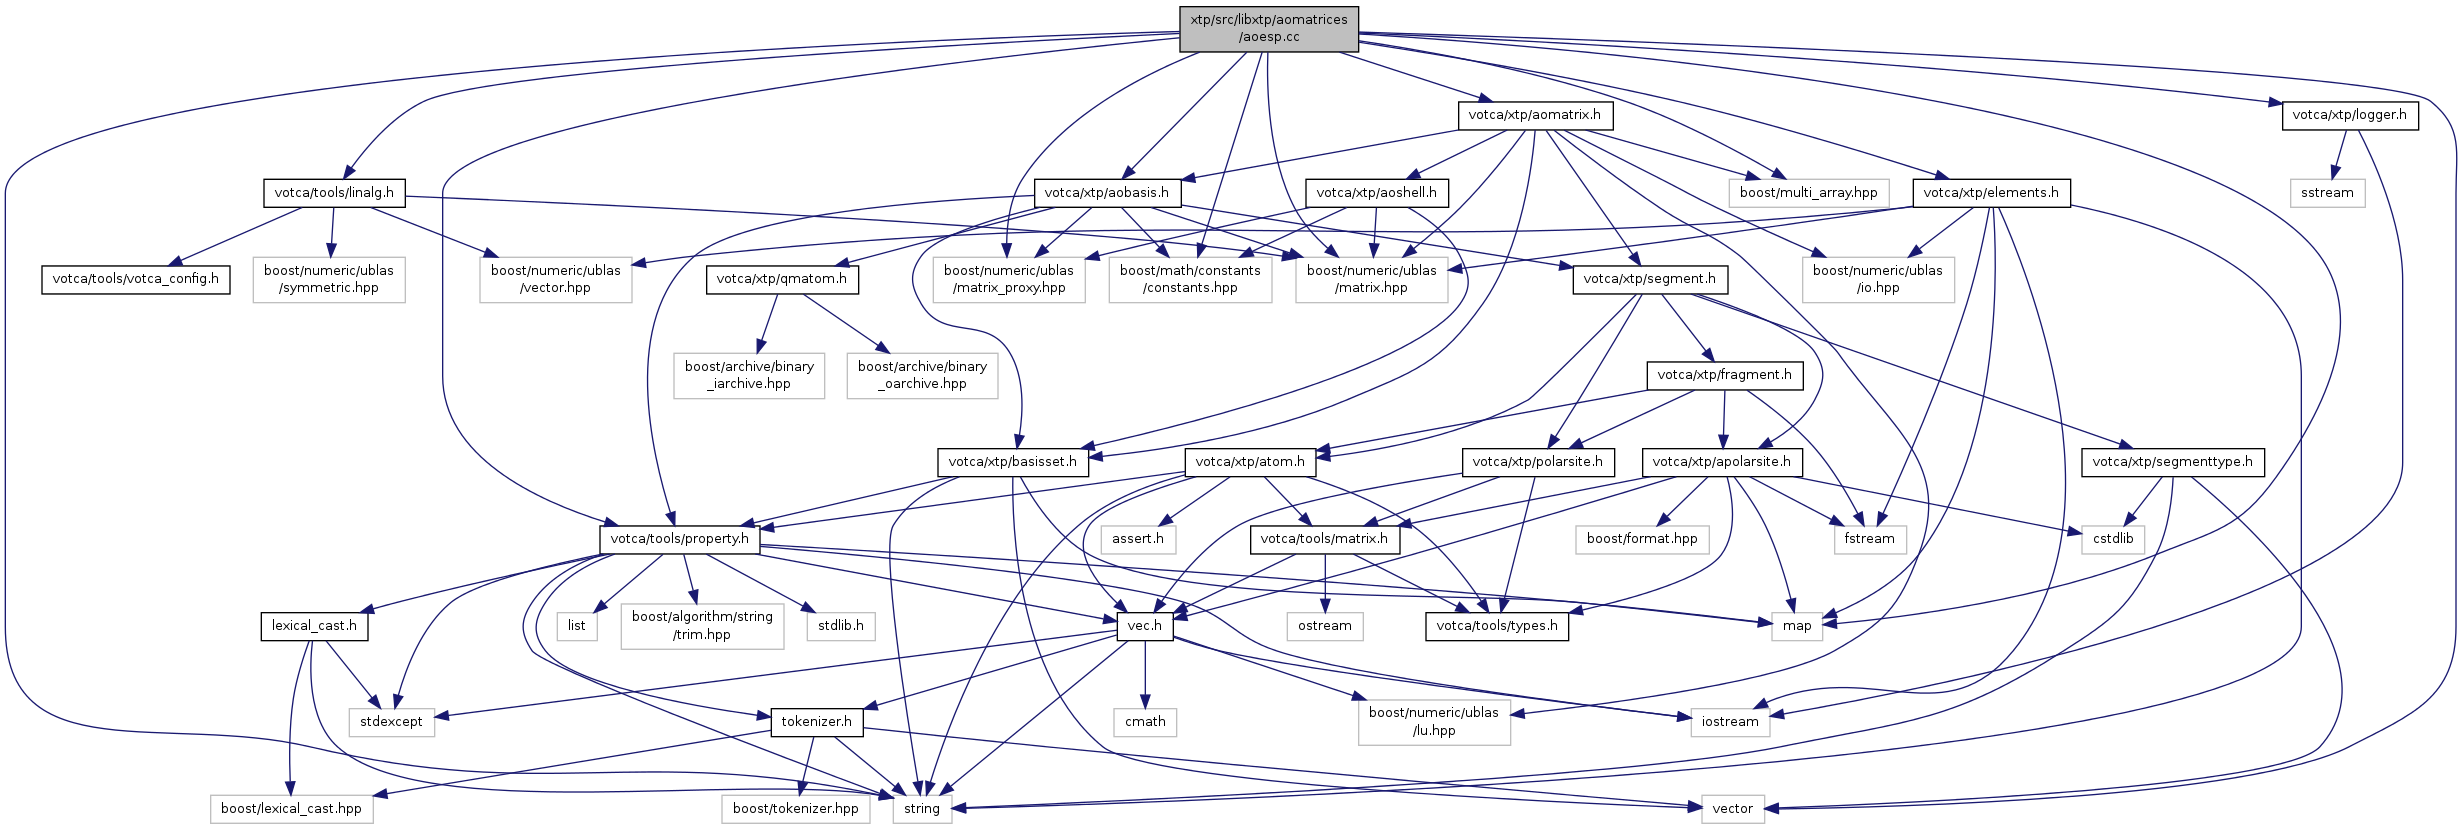 xtp/src/libxtp/aomatrices
/aoesp.cc
votca/xtp/aomatrix.h
votca/xtp/logger.h
votca/tools/linalg.h
votca/xtp/aobasis.h
votca/xtp/aoshell.h
boost/multi_array.hpp
votca/xtp/elements.h
sstream
votca/tools/votca_config.h
boost/numeric/ublas
/symmetric.hpp
boost/numeric/ublas
/vector.hpp
votca/xtp/qmatom.h
boost/numeric/ublas
/matrix_proxy.hpp
boost/math/constants
/constants.hpp
boost/numeric/ublas
/matrix.hpp
votca/xtp/segment.h
boost/numeric/ublas
/io.hpp
boost/archive/binary
_iarchive.hpp
boost/archive/binary
_oarchive.hpp
votca/xtp/fragment.h
votca/xtp/basisset.h
votca/xtp/atom.h
votca/xtp/polarsite.h
votca/xtp/apolarsite.h
votca/xtp/segmenttype.h
votca/tools/property.h
assert.h
votca/tools/matrix.h
boost/format.hpp
fstream
cstdlib
lexical_cast.h
list
boost/algorithm/string
/trim.hpp
stdlib.h
vec.h
ostream
votca/tools/types.h
map
stdexcept
tokenizer.h
cmath
boost/numeric/ublas
/lu.hpp
iostream
boost/lexical_cast.hpp
boost/tokenizer.hpp
string
vector